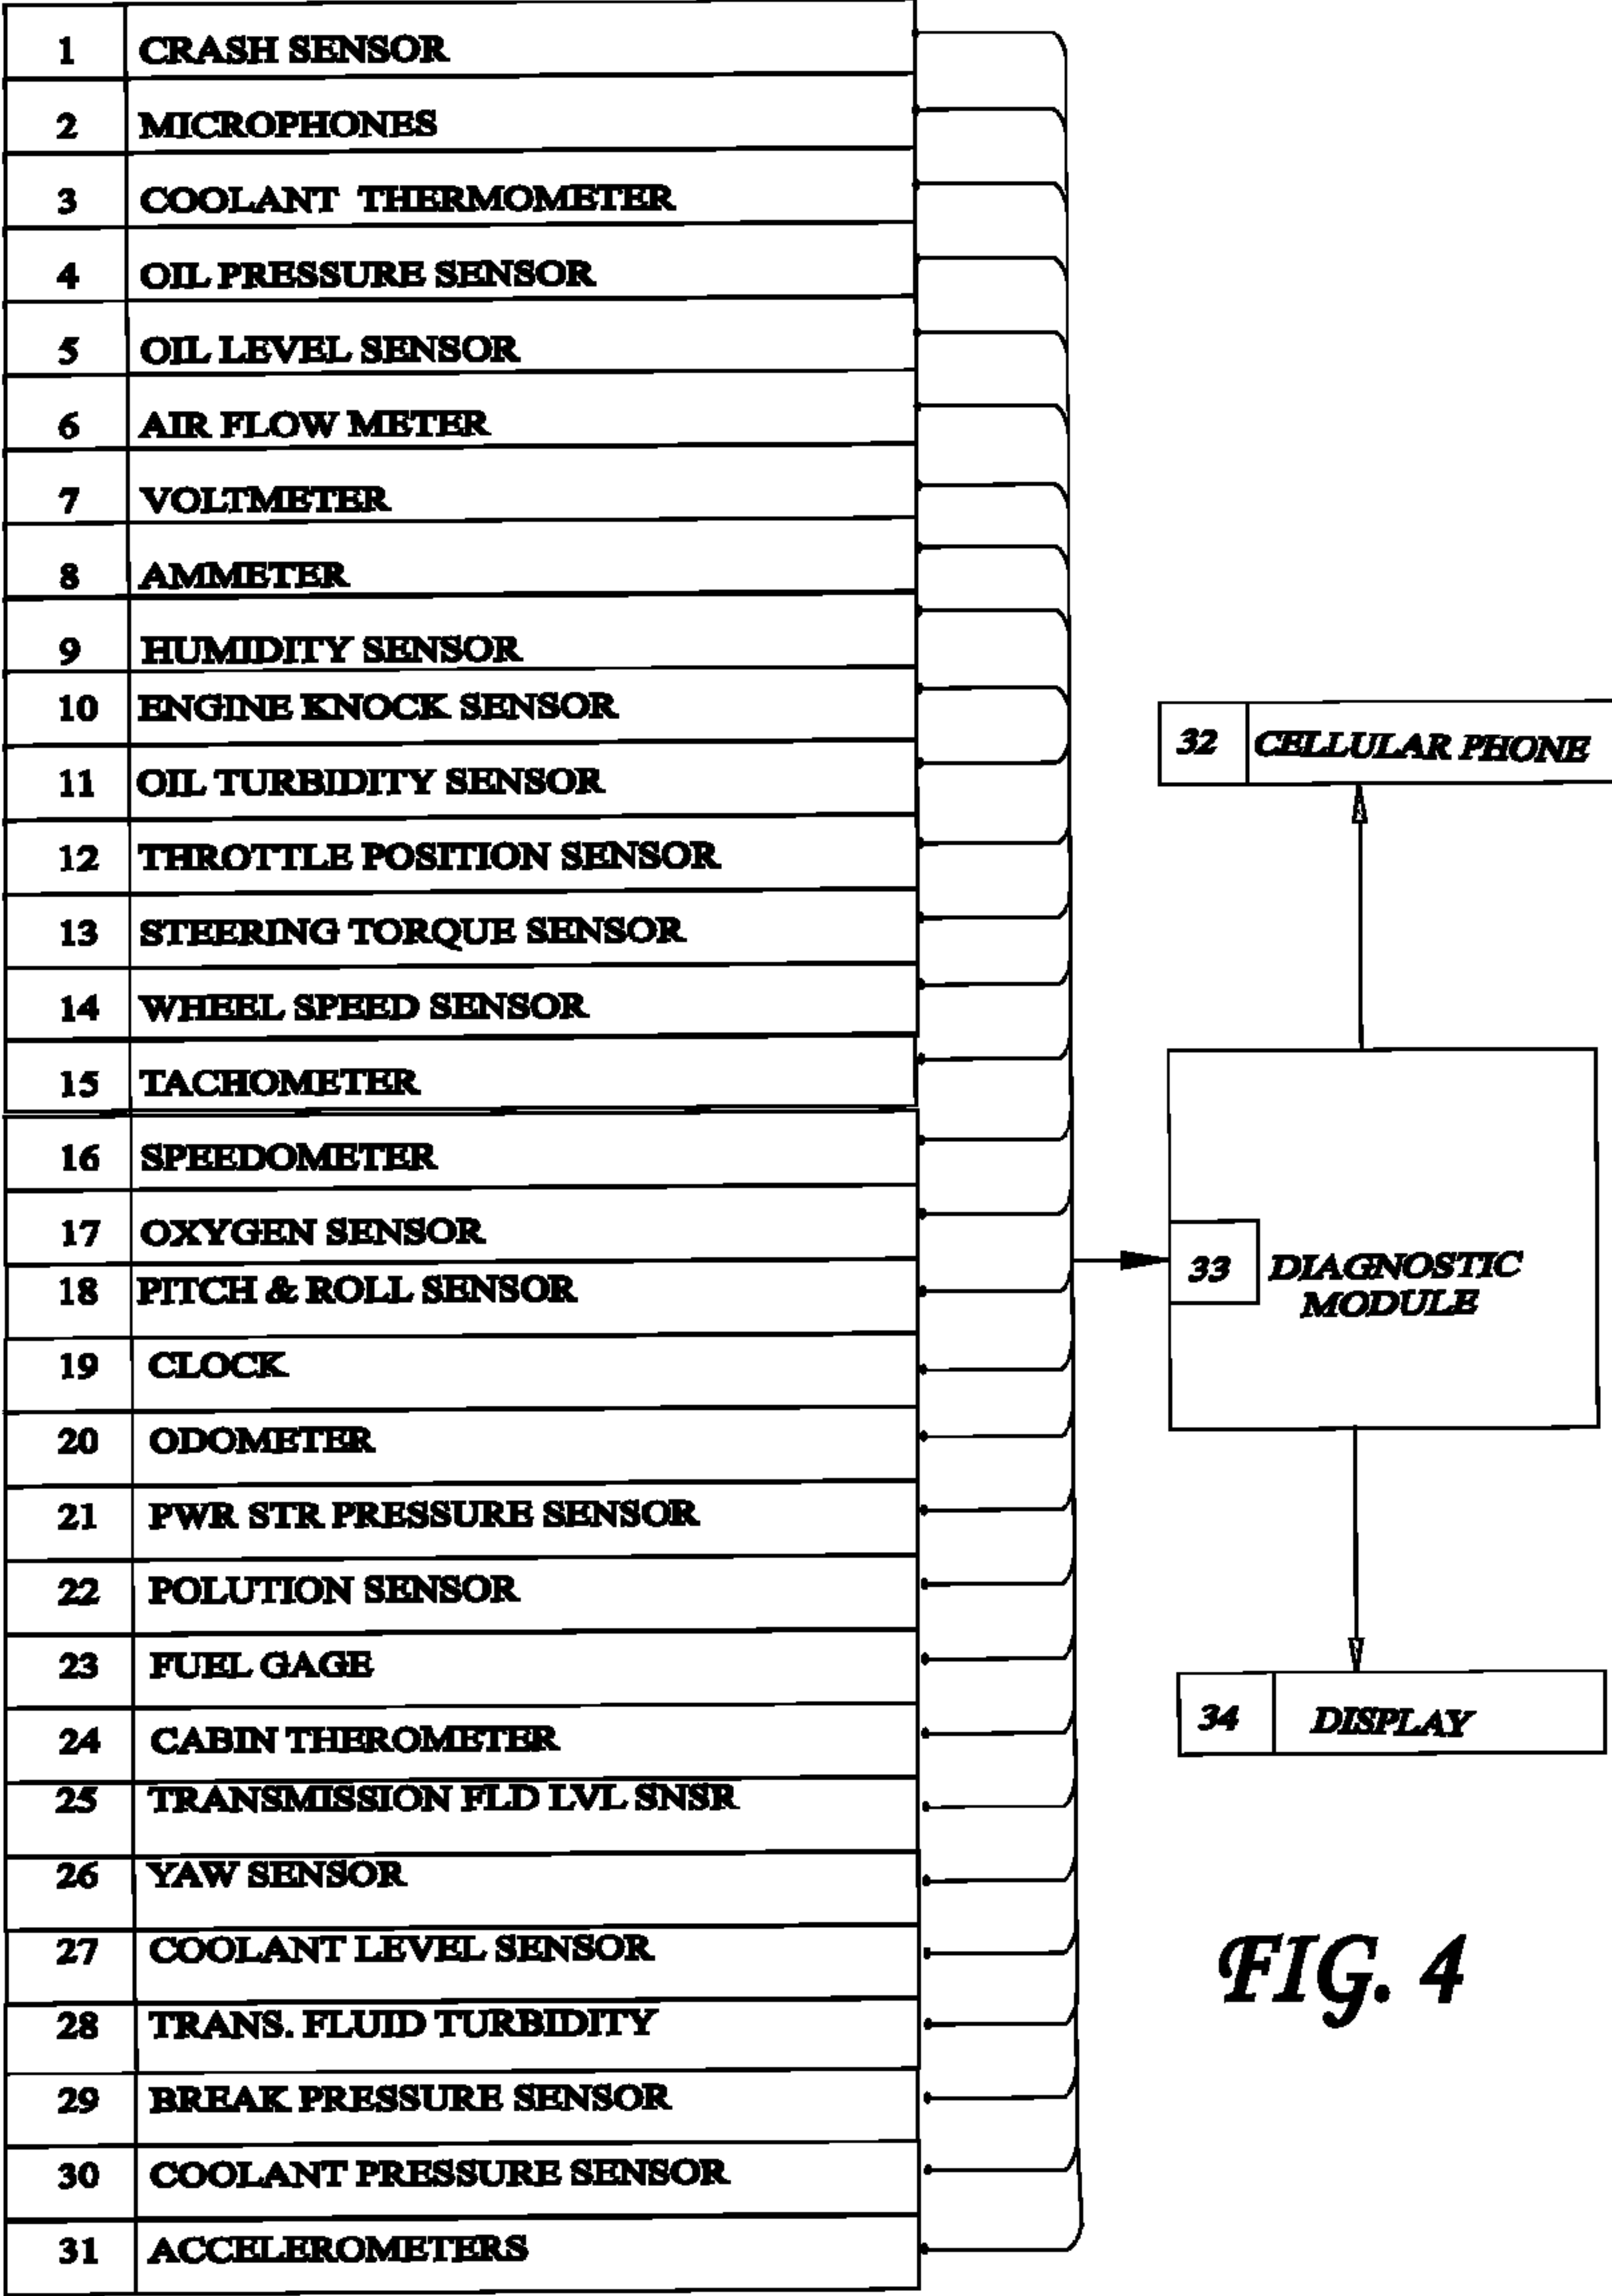 1 CRASH SENSOR
2 MICROPHONES
3 COOLANT THERMOMETER
4 OIL PRESSURE SENSOR
5 OIL LEVEL SENSOR
6 AIR FLOW METER
7 VOLTMETER
8 AMMETER
9 HUMIDITY SENSOR
10 ENGINE KNOCK SENSOR
11 OIL TURBIDITY SENSOR
12 THROTTLE POSITION SENSOR
13 STEERING TORQUE SENSOR
14 WHEEL SPEED SENSOR
15 TACHOMETER
16 SPEEDOMETER
17 OXYGEN SENSOR
18 PITCH & ROLL SENSOR
19 CLOCK
20 ODOMETER
21 PWR STR PRESSURE SENSOR
22 POLUTION SENSOR
23 FUEL GAGE
24 CABIN THEROMETER
25 TRANSMISSION FLD LVL SNSR
26 YAW SENSOR
27 COOLANT LEVEL SENSOR
28 TRANS. FLUID TURBIDITY
29 BREAK PRESSURE SENSOR
30 COOLANT PRESSURE SENSOR
31 ACCELEROMETERS
32 CELLULAR PHONE
33 DIAGNOSTIC
MODULE
34 DISPLAY
FIG. 4